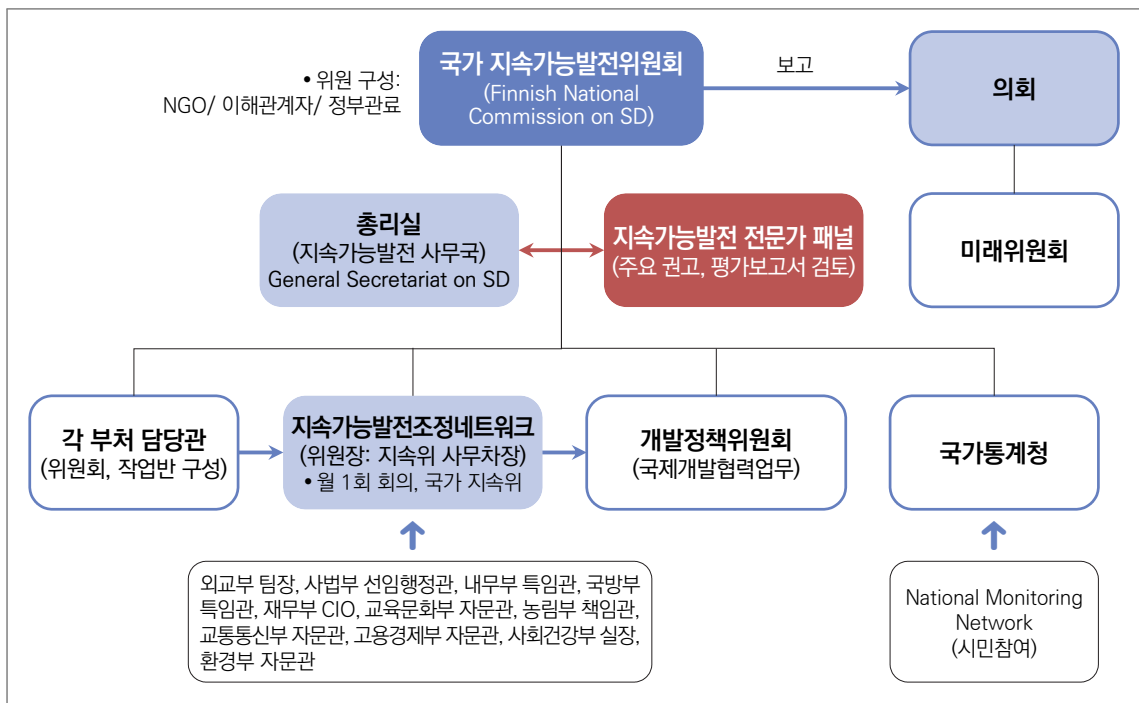 국가 지속가능발전위원회
(Finnish National
Commission on SD)
• 위원 구성:
NGO/ 이해관계자/ 정부관료
보고
의회
총리실
(지속가능발전 사무국)
General Secretariat on SD
지속가능발전 전문가 패널
(주요 권고, 평가보고서 검토)
미래위원회
각 부처 담당관
(위원회, 작업반 구성)
지속가능발전조정네트워크
(위원장: 지속위 사무차장)
• 월 1회 회의, 국가 지속위
개발정책위원회
(국제개발협력업무)
국가통계청
외교부 팀장, 사법부 선임행정관, 내무부 특임관, 국방부
특임관, 재무부 CIO, 교육문화부 자문관, 농림부 책임관,
교통통신부 자문관, 고용경제부 자문관, 사회건강부 실장,
환경부 자문관
National Monitoring
Network
(시민참여)